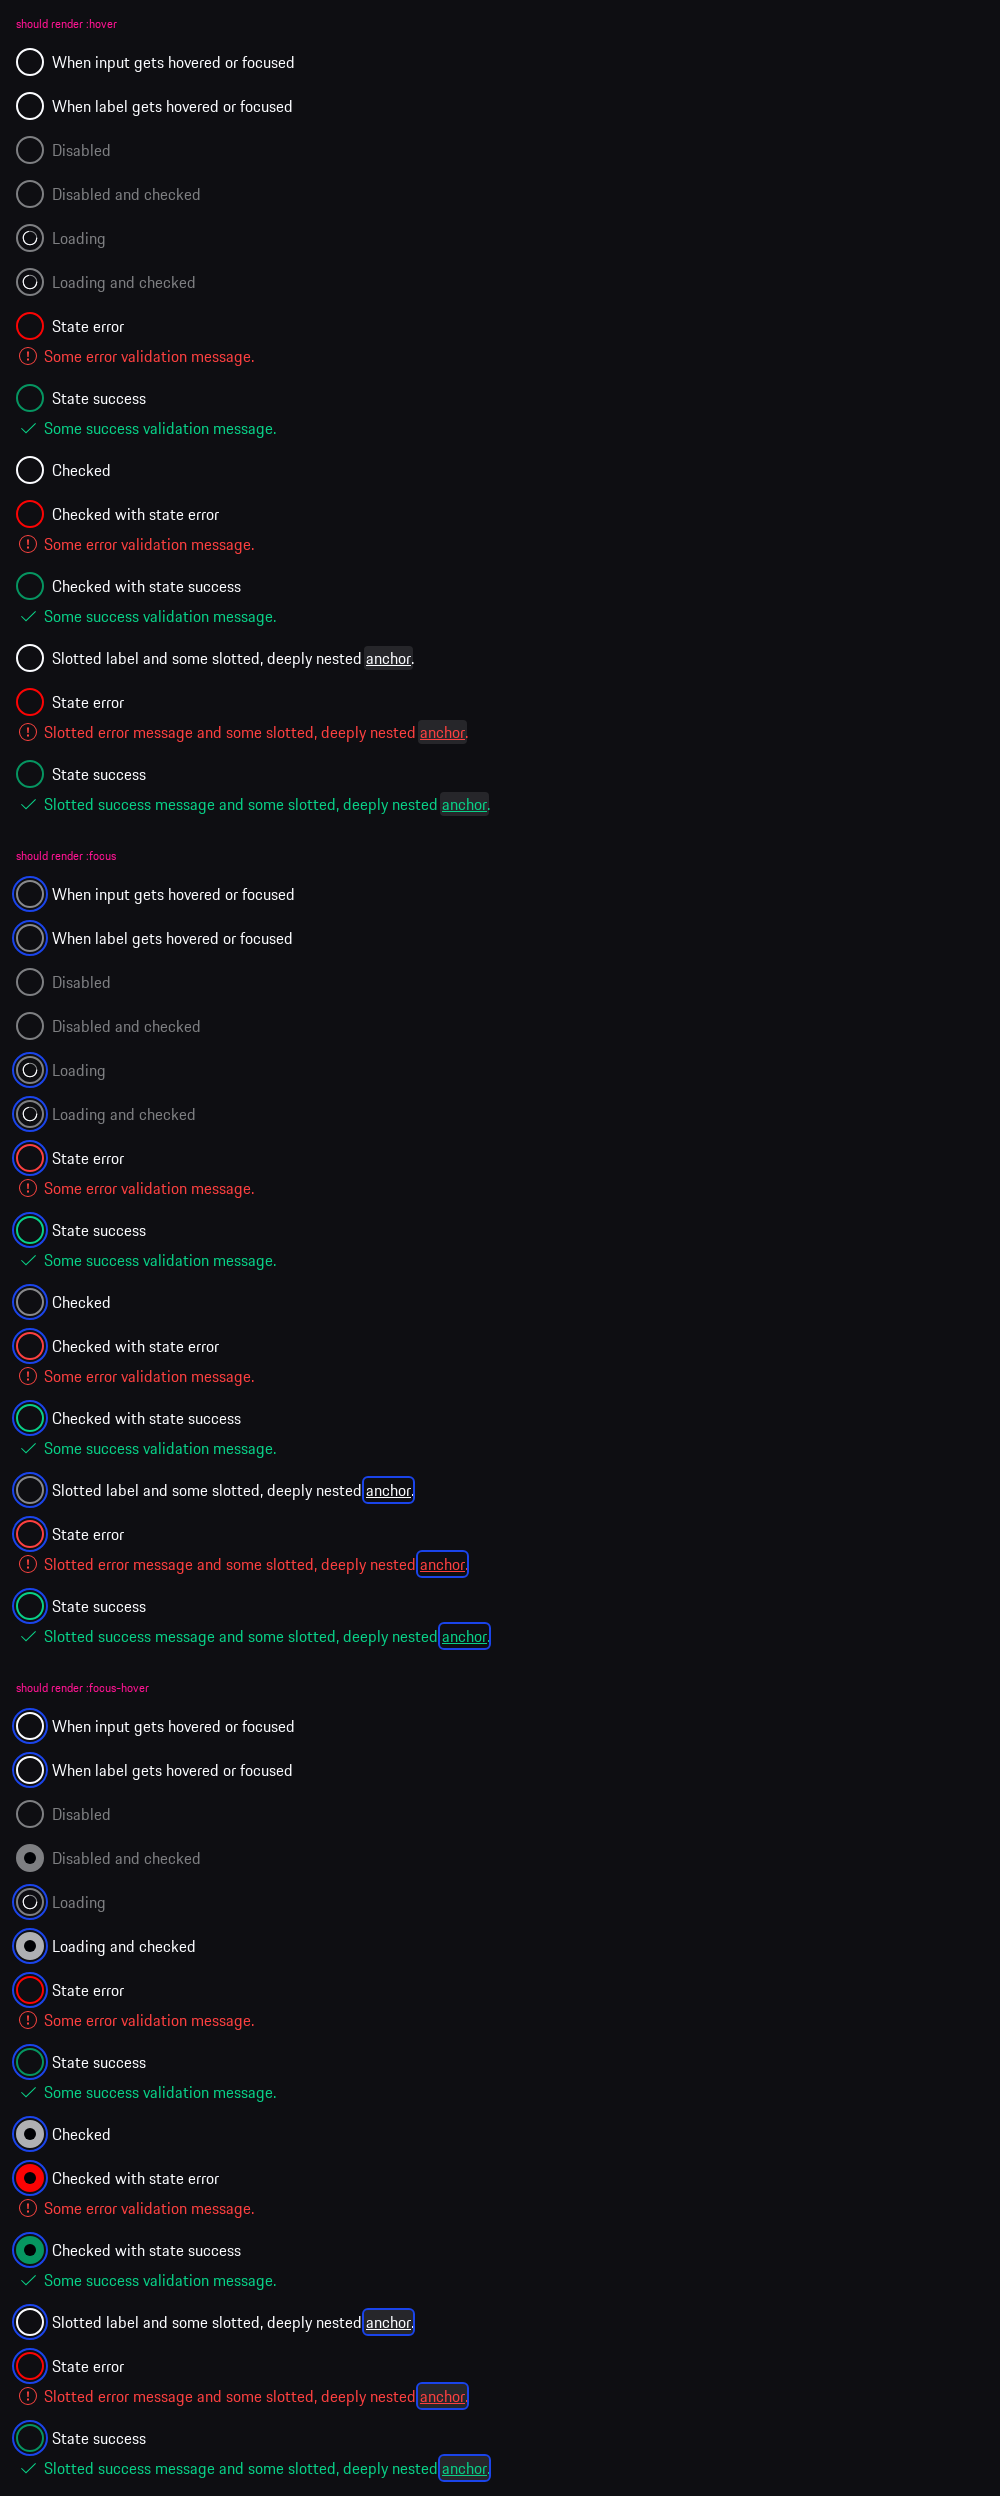 should render :hover
When input gets hovered or focused
When label gets hovered or focused
Disabled
Disabled and checked
Loading
Loading and checked
State error
Some error validation message.
State success
Some success validation message.
Checked
Checked with state error
Some error validation message.
Checked with state success
Some success validation message.
Slotted label and some slotted, deeply nested anchor.
State error
Slotted error message and some slotted, deeply nested anchor.
State success
Slotted success message and some slotted, deeply nested anchor.
should render :focus
When input gets hovered or focused
When label gets hovered or focused
Disabled
Disabled and checked
Loading
Loading and checked
State error
Some error validation message.
State success
Some success validation message.
Checked
Checked with state error
Some error validation message.
Checked with state success
Some success validation message.
Slotted label and some slotted, deeply nested anchor.
State error
Slotted error message and some slotted, deeply nested anchor.
State success
Slotted success message and some slotted, deeply nested anchor.
should render :focus-hover
When input gets hovered or focused
When label gets hovered or focused
Disabled
Disabled and checked
Loading
Loading and checked
State error
Some error validation message.
State success
Some success validation message.
Checked
Checked with state error
Some error validation message.
Checked with state success
Some success validation message.
Slotted label and some slotted, deeply nested anchor.
State error
Slotted error message and some slotted, deeply nested anchor.
State success
Slotted success message and some slotted, deeply nested anchor.